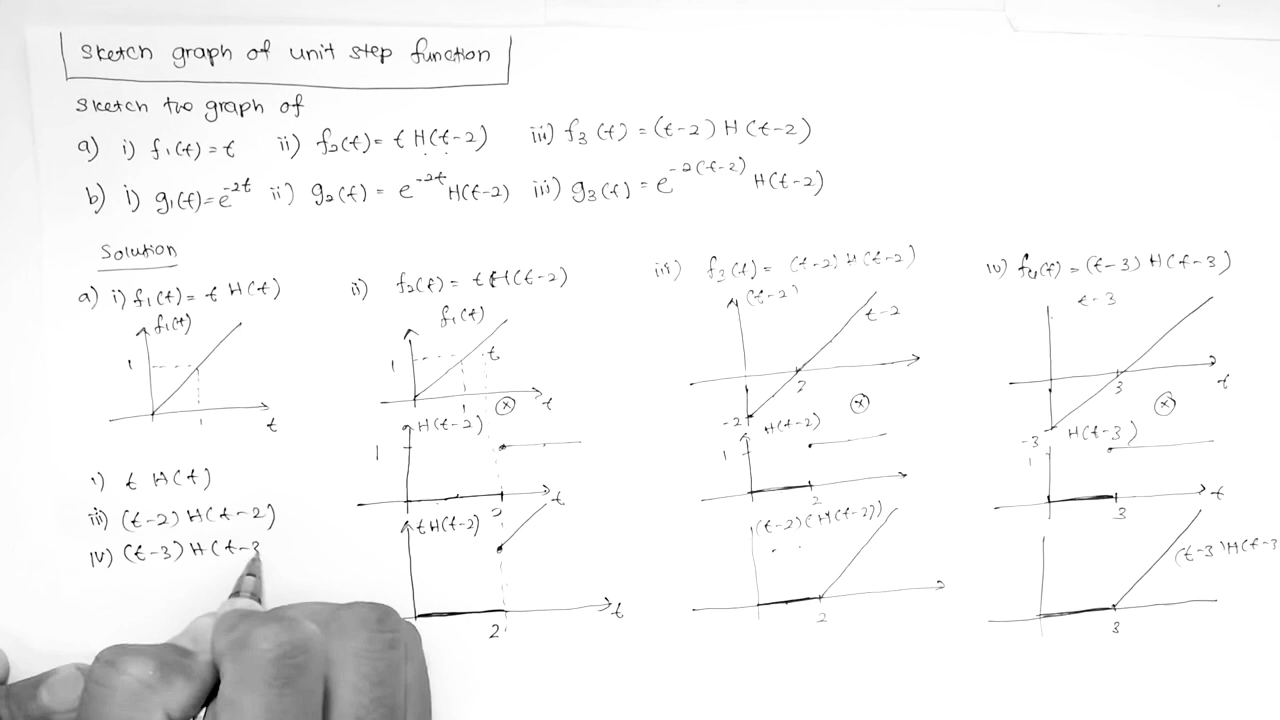 Sketch graph of unit step function
Sketch the graph of
a) i) f₁(t)=t ii) f₂(t)= t H(t-2) iii) f₃(t)=(t-2) H(t-2)
b) i) g₁(t)=e^-2t ii) g₂(t)= e^-2t H(t-2) iii) g₃(t)= e^-2(t-2) H(t-2)
Solution
a) i) f₁(t)= t H(t)
f₁(t)
1
1
t
i) t H(t)
iii) (t-2) H(t-2)
iv) (t-3) H(t-3
ii) f₂(t)= t H(t-2)
f₁(t)
t
1
1
t
ⓧ
H(t-2)
1
2
t
t H(t-2)
2
t
iii) f₃(t)= (t-2) H(t-2)
(t-2)
t-2
2
-2
ⓧ
H(t-2)
1
2
(t-2)(H(t-2))
2
iv) f₄(t)=(t-3) H(t-3)
t-3
3
t
-3
ⓧ
H(t-3)
1
3
t
(t-3)H(t-3
3